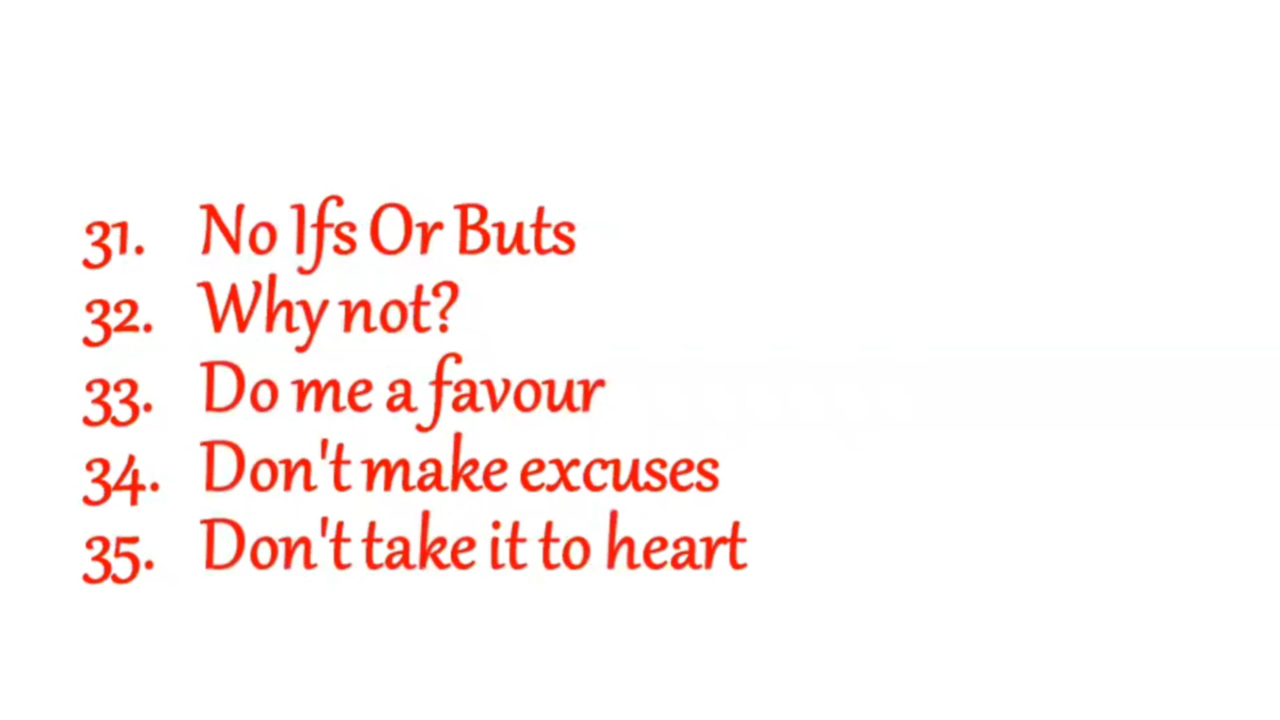 31. No Ifs Or Buts
32. Why not?
33. Do me a favour
34. Don't make excuses
35. Don't take it to heart